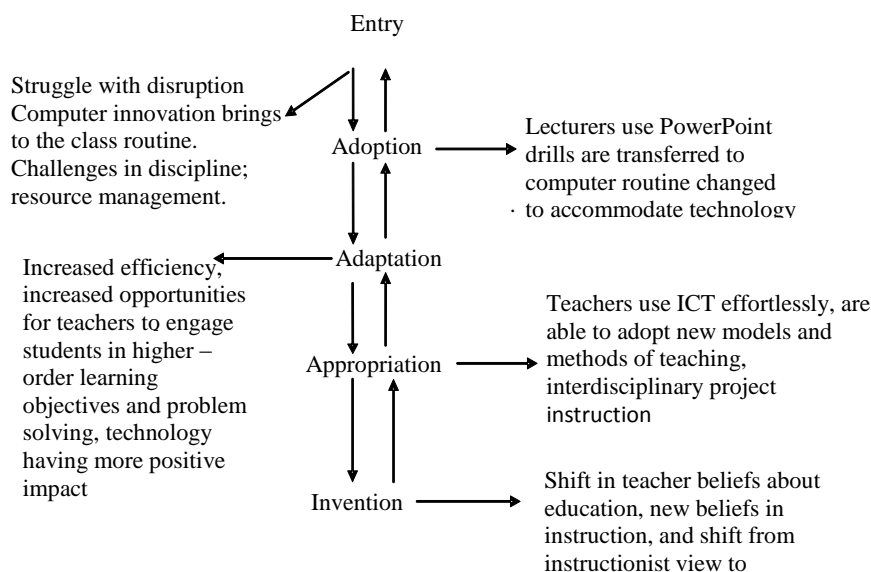 Entry
Struggle with disruption
Computer innovation brings
to the class routine.
Challenges in discipline;
resource management.
Adoption
Lecturers use PowerPoint
drills are transferred to
computer routine changed
to accommodate technology
Adaptation
Increased efficiency,
increased opportunities
for teachers to engage
students in higher –
order learning
objectives and problem
solving, technology
having more positive
impact
Appropriation
Teachers use ICT effortlessly, are
able to adopt new models and
methods of teaching,
interdisciplinary project
instruction
Invention
Shift in teacher beliefs about
education, new beliefs in
instruction, and shift from
instructionist view to